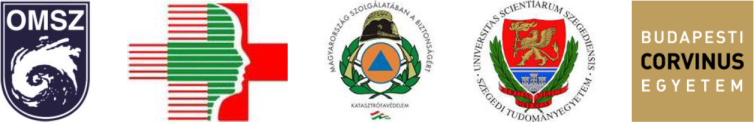 OMSZ
MAGYARORSZÁG SZOLGÁLATÁBAN A BIZTONSÁGÉRT
KATASZTRÓFAVÉDELEM
UNIVERSITAS SCIENTIARUM SZEGEDIENSIS
SZEGEDI TUDOMÁNYEGYETEM
BUDAPESTI
CORVINUS
EGYETEM